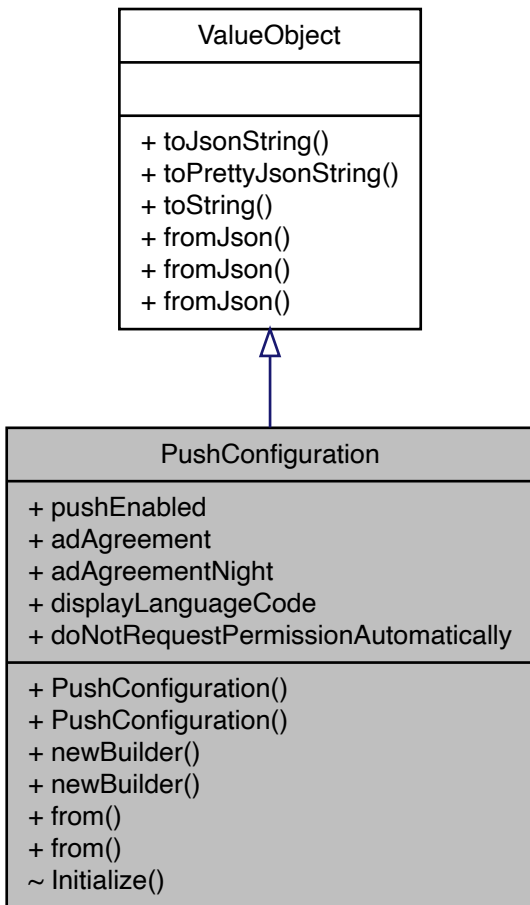 ValueObject
+ toJsonString()
+ toPrettyJsonString()
+ toString()
+ fromJson()
+ fromJson()
+ fromJson()
PushConfiguration
+ pushEnabled
+ adAgreement
+ adAgreementNight
+ displayLanguageCode
+ doNotRequestPermissionAutomatically
+ PushConfiguration()
+ PushConfiguration()
+ newBuilder()
+ newBuilder()
+ from()
+ from()
~ Initialize()